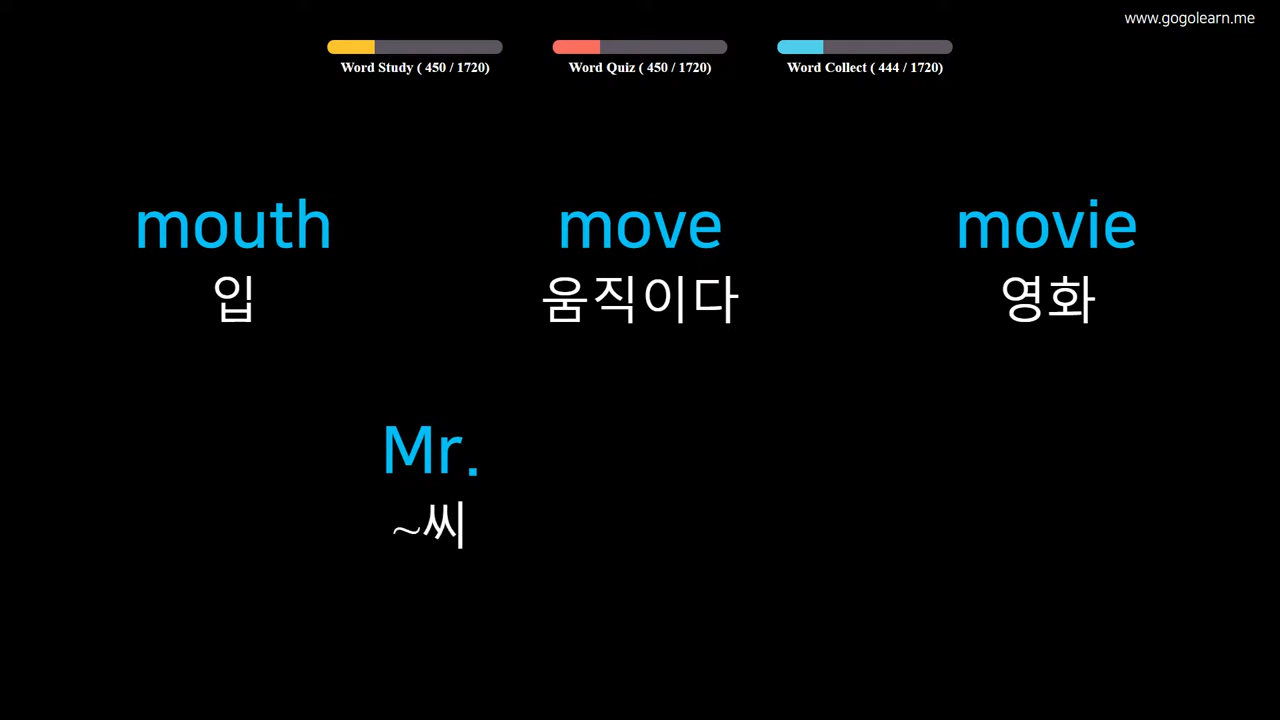 www.gogolearn.me
Word Study ( 450 / 1720)
Word Quiz ( 450 / 1720)
Word Collect ( 444 / 1720)
mouth
입
move
움직이다
movie
영화
Mr.
~씨